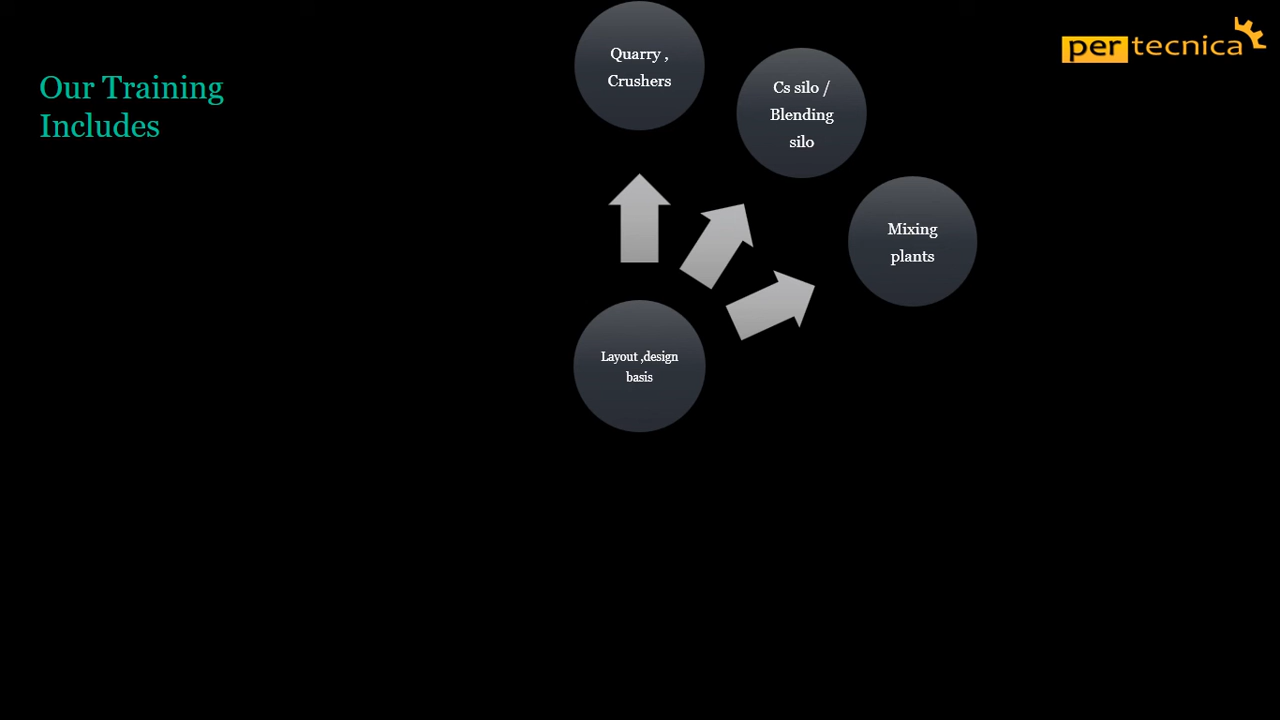 Our Training
Includes
Quarry ,
Crushers
Cs silo /
Blending
silo
Mixing
plants
Layout ,design
basis
per tecnica